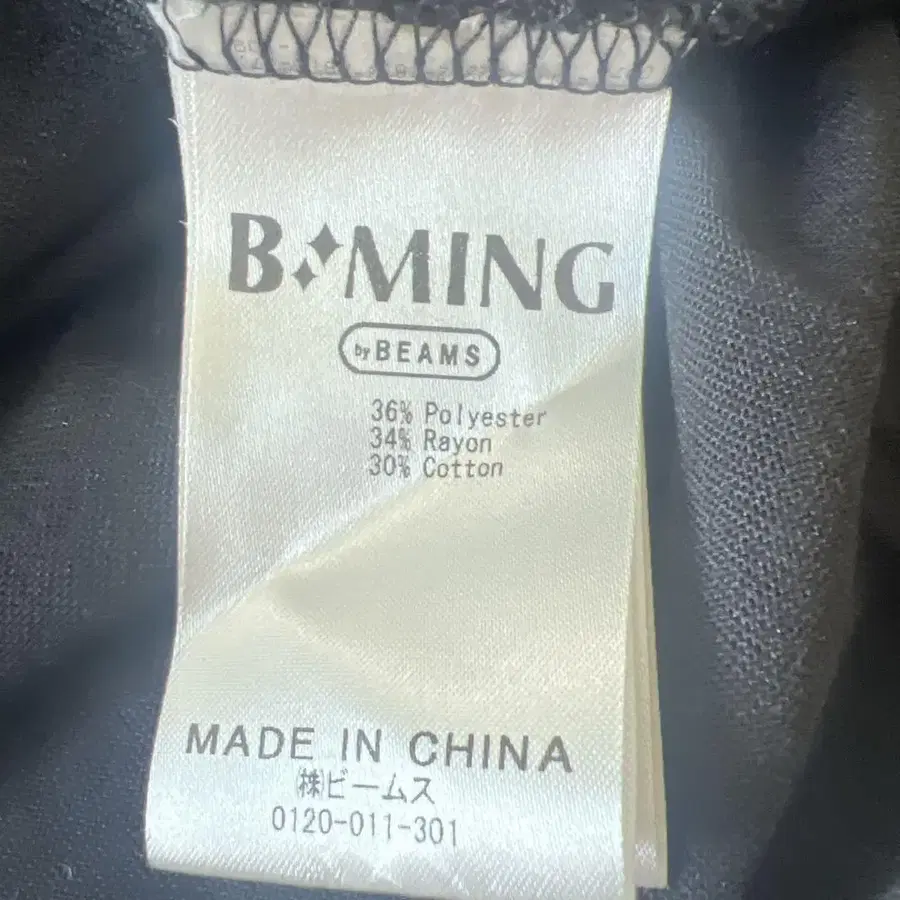 B MING
by BEAMS
36% Polyester
34% Rayon
30% Cotton
MADE IN CHINA
㈱ビームス
0120-011-301